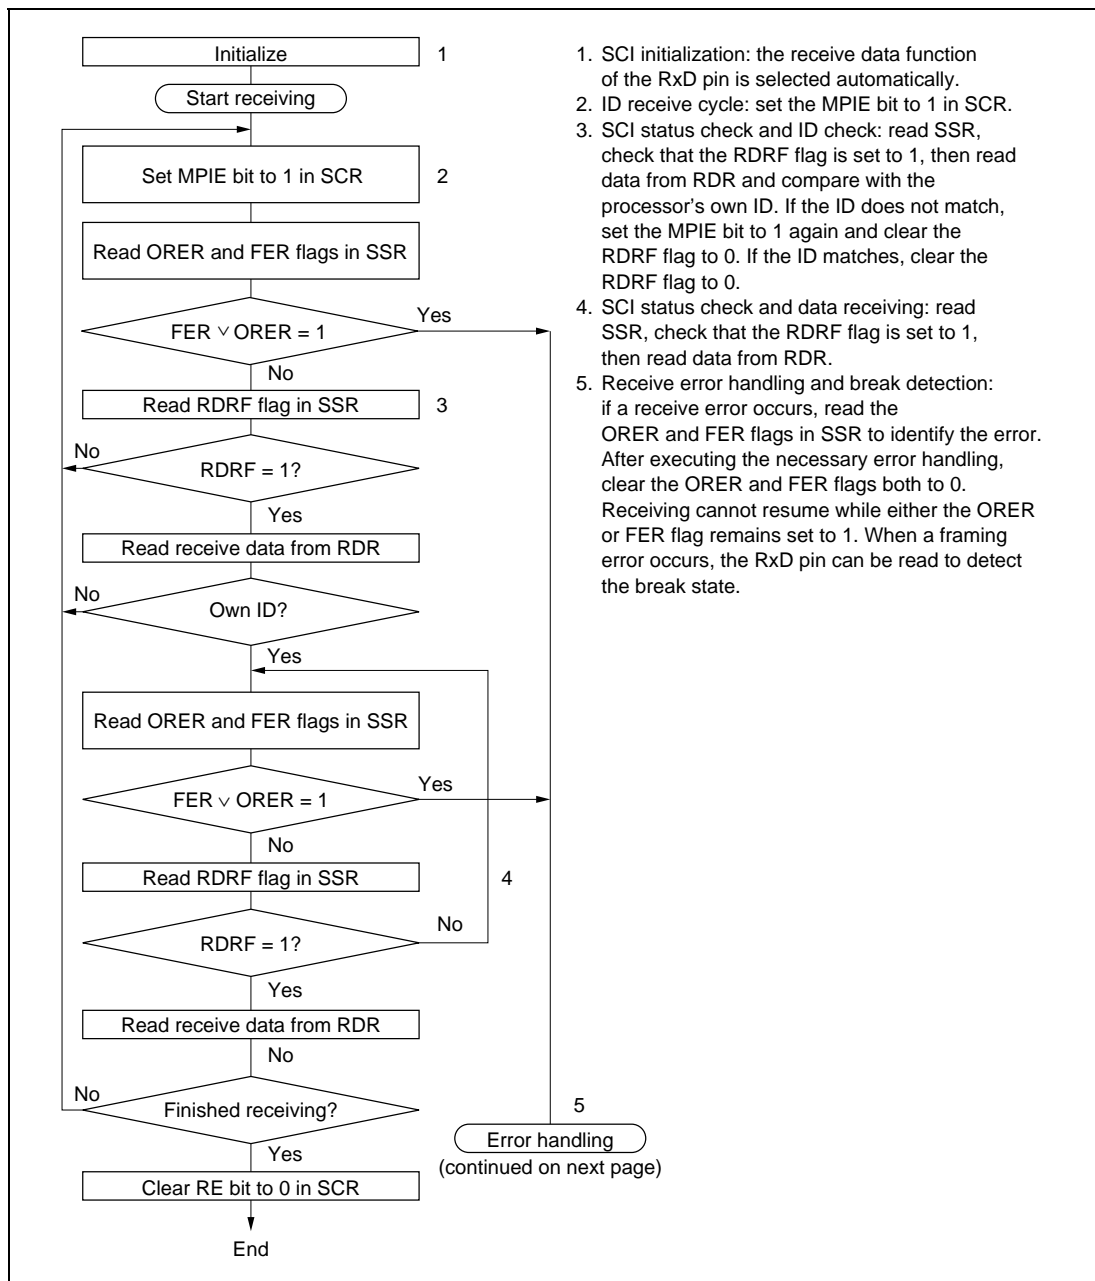 Initialize
1
Start receiving
Set MPIE bit to 1 in SCR
2
Read ORER and FER flags in SSR
FER ∨ ORER = 1
Yes
No
Read RDRF flag in SSR
3
No
RDRF = 1?
Yes
Read receive data from RDR
No
Own ID?
Yes
Read ORER and FER flags in SSR
Yes
FER ∨ ORER = 1
No
Read RDRF flag in SSR
4
No
RDRF = 1?
Yes
Read receive data from RDR
No
No
Finished receiving?
Yes
Clear RE bit to 0 in SCR
End
5
Error handling
(continued on next page)
1. SCI initialization: the receive data function
of the RxD pin is selected automatically.
2. ID receive cycle: set the MPIE bit to 1 in SCR.
3. SCI status check and ID check: read SSR,
check that the RDRF flag is set to 1, then read
data from RDR and compare with the
processor's own ID. If the ID does not match,
set the MPIE bit to 1 again and clear the
RDRF flag to 0. If the ID matches, clear the
RDRF flag to 0.
4. SCI status check and data receiving: read
SSR, check that the RDRF flag is set to 1,
then read data from RDR.
5. Receive error handling and break detection:
if a receive error occurs, read the
ORER and FER flags in SSR to identify the error.
After executing the necessary error handling,
clear the ORER and FER flags both to 0.
Receiving cannot resume while either the ORER
or FER flag remains set to 1. When a framing
error occurs, the RxD pin can be read to detect
the break state.